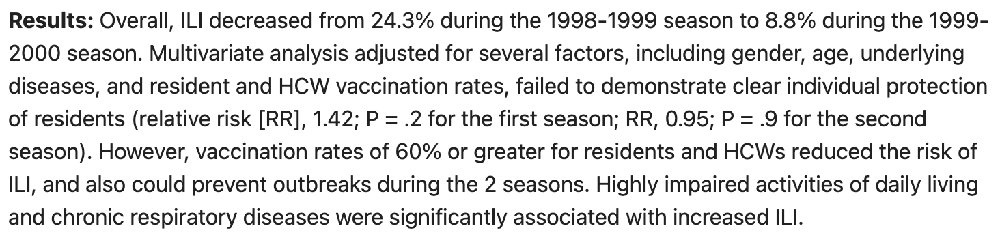 Results: Overall, ILI decreased from 24.3% during the 1998-1999 season to 8.8% during the 1999-
2000 season. Multivariate analysis adjusted for several factors, including gender, age, underlying
diseases, and resident and HCW vaccination rates, failed to demonstrate clear individual protection
of residents (relative risk [RR], 1.42; P = .2 for the first season; RR, 0.95; P = .9 for the second
season). However, vaccination rates of 60% or greater for residents and HCWs reduced the risk of
ILI, and also could prevent outbreaks during the 2 seasons. Highly impaired activities of daily living
and chronic respiratory diseases were significantly associated with increased ILI.